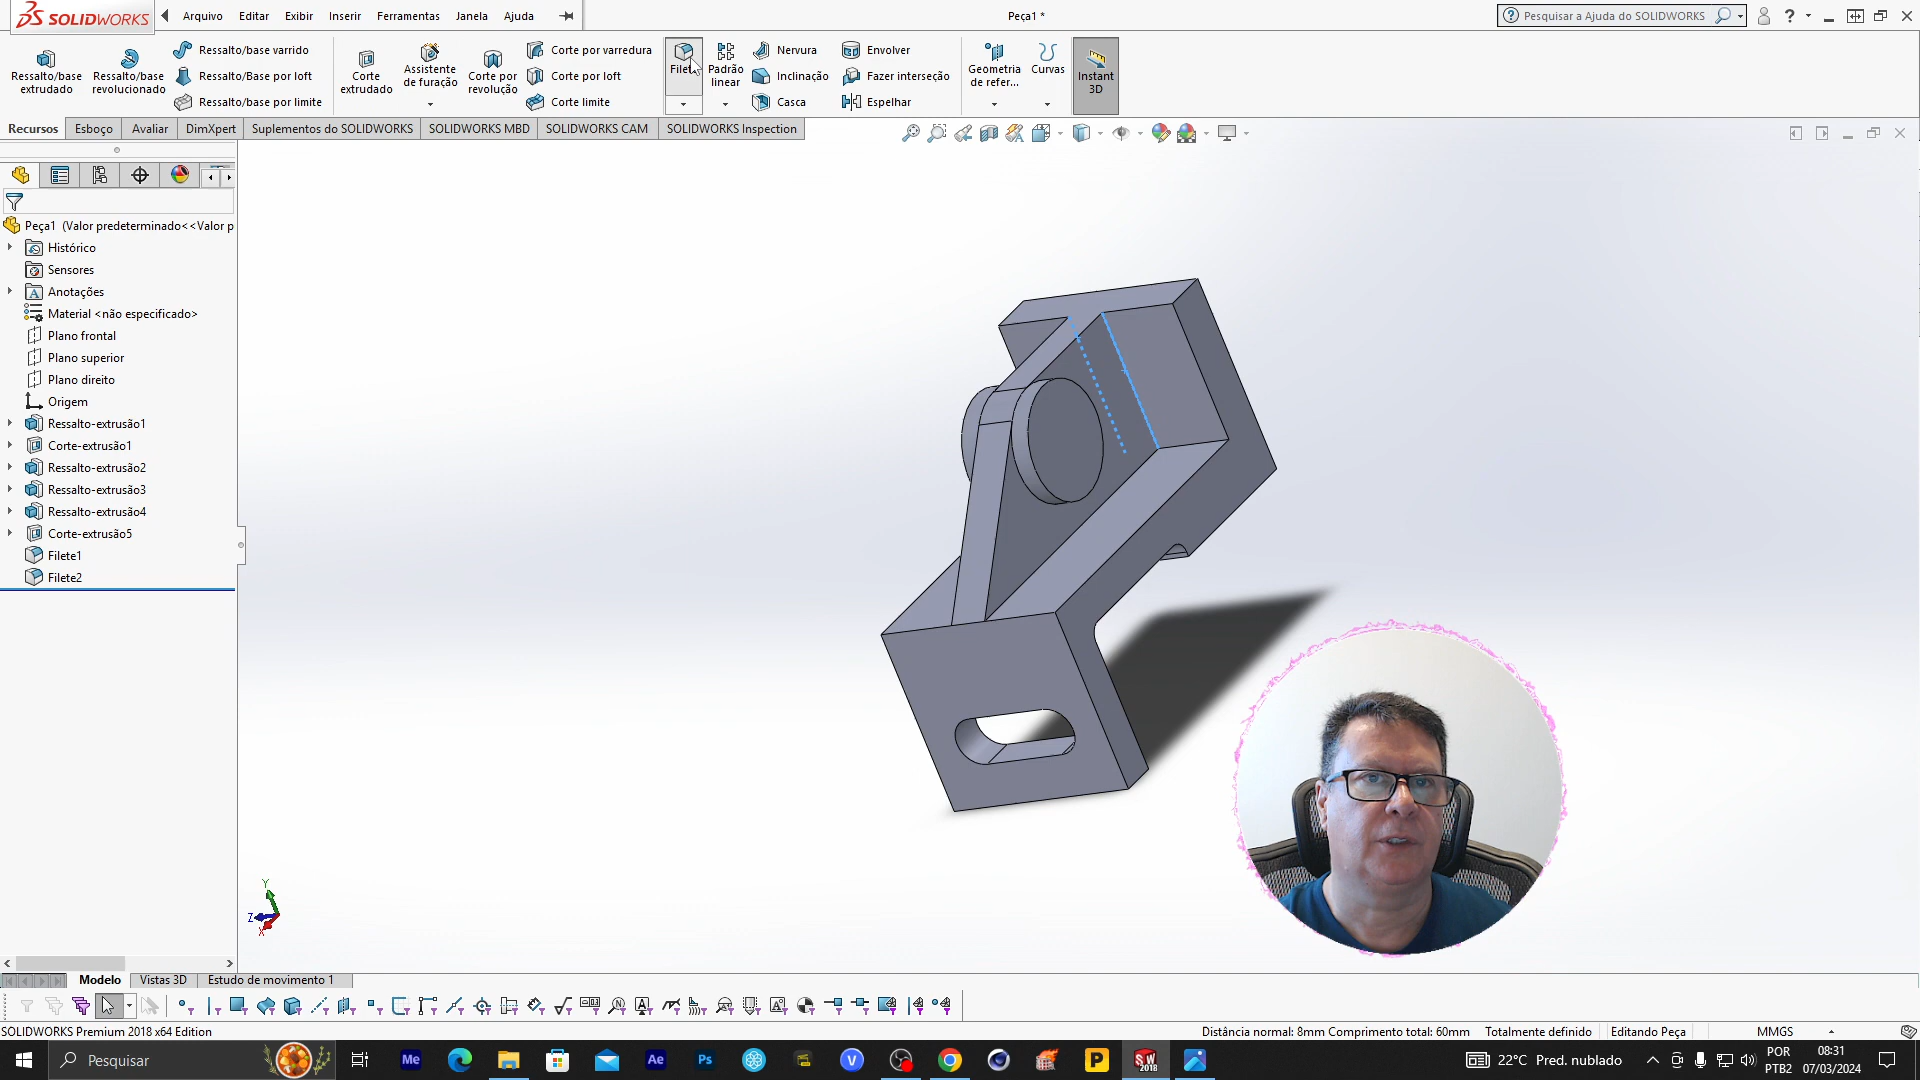 SOLIDWORKS
Arquivo
Editar
Exibir
Inserir
Ferramentas
Janela
Ajuda
Peça1 *
Pesquisar a Ajuda do SOLIDWORKS
?
Ressalto/base extrudado
Ressalto/base revolucionado
Ressalto/base varrido
Ressalto/Base por loft
Ressalto/base por limite
Corte extrudado
Assistente de furação
Corte por revolução
Corte por varredura
Corte por loft
Corte limite
Padrão linear
Nervura
Inclinação
Casca
Envolver
Fazer interseção
Espelhar
Geometria de refer...
Curvas
Instant 3D
Recursos
Esboço
Avaliar
DimXpert
Suplementos do SOLIDWORKS
SOLIDWORKS MBD
SOLIDWORKS CAM
SOLIDWORKS Inspection
Peça1 (Valor predeterminado<<Valor p
Histórico
Sensores
Anotações
Material <não especificado>
Plano frontal
Plano superior
Plano direito
Origem
Ressalto-extrusão1
Corte-extrusão1
Ressalto-extrusão2
Ressalto-extrusão3
Ressalto-extrusão4
Corte-extrusão5
Filete1
Filete2
Y
Z
X
Modelo
Vistas 3D
Estudo de movimento 1
SOLIDWORKS Premium 2018 x64 Edition
Distância normal: 8mm Comprimento total: 60mm
Totalmente definido
Editando Peça
MMGS
Pesquisar
Me
Ae
Ps
V
P
SW 2018
22°C Pred. nublado
POR
PTB2
08:31
07/03/2024